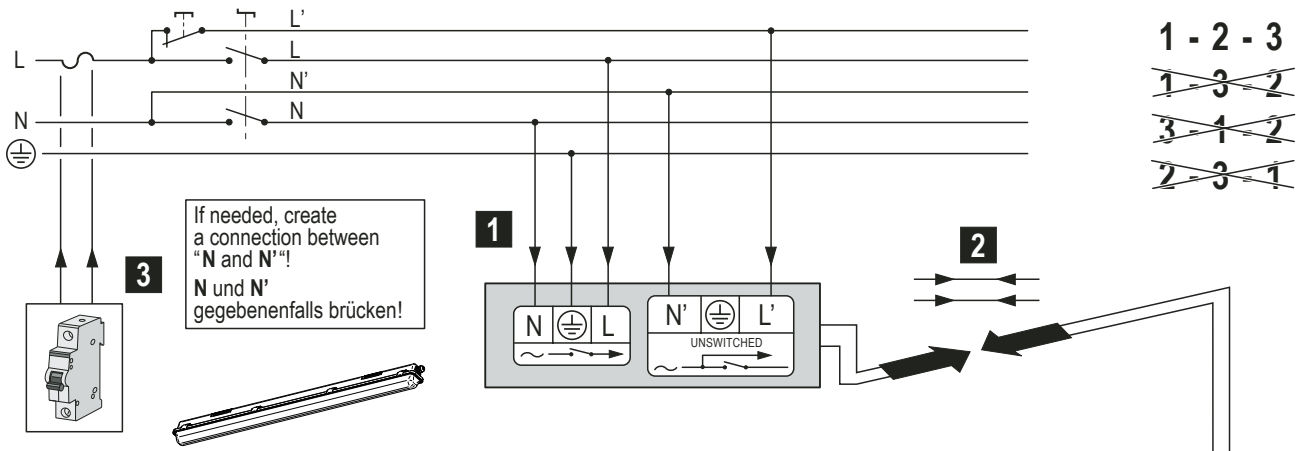 L'
L
L
N'
N
N
1 - 2 - 3
1 - 3 - 2
3 - 1 - 2
2 - 3 - 1
If needed, create
a connection between
“N and N’“!
N und N’
gegebenenfalls brücken!
3
1
2
N
L
N'
L'
UNSWITCHED